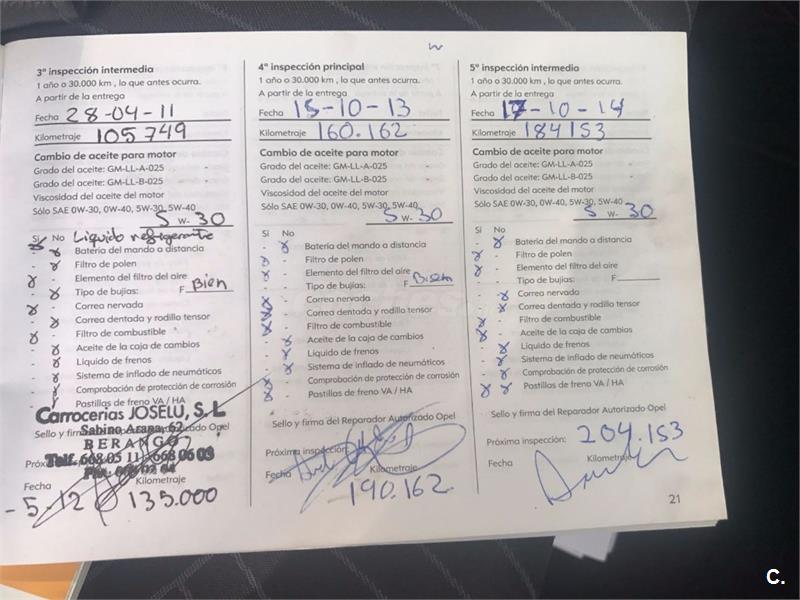 3ª inspección intermedia
1 año o 30.000 km , lo que antes ocurra.
A partir de la entrega
Fecha 28-04-11
Kilometraje 105749
Cambio de aceite para motor
Grado del aceite: GM-LL-A-025 -
Grado del aceite: GM-LL-B-025 -
Viscosidad del aceite del motor
Sólo SAE 0W-30, 0W-40, 5W-30, 5W-40
5 W- 30
Sí No Líquido refrigerante
Batería del mando a distancia
Filtro de polen
Elemento del filtro del aire
Tipo de bujías: F Bien
Correa nervada
Correa dentada y rodillo tensor
Filtro de combustible
Aceite de la caja de cambios
Líquido de frenos
Sistema de inflado de neumáticos
Comprobación de protección de corrosión
Pastillas de freno VA / HA
Carrocerias JOSELU, S.L
Sabino Arana, 62
BERANGO
Kilometraje
Fecha
135.000
4ª inspección principal
1 año o 30.000 km , lo que antes ocurra.
A partir de la entrega
Fecha 15-10-13
Kilometraje 160.162
Cambio de aceite para motor
Grado del aceite: GM-LL-A-025 -
Grado del aceite: GM-LL-B-025 -
Viscosidad del aceite del motor
Sólo SAE 0W-30, 0W-40, 5W-30, 5W-40
5 W- 30
Sí No
Batería del mando a distancia
Filtro de polen
Elemento del filtro del aire
Tipo de bujías: F
Correa nervada
Correa dentada y rodillo tensor
Filtro de combustible
Aceite de la caja de cambios
Líquido de frenos
Sistema de inflado de neumáticos
Comprobación de protección de corrosión
Pastillas de freno VA / HA
Sello y firma del Reparador Autorizado Opel
Próxima inspección:
Fecha Kilometraje
190.162
5ª inspección intermedia
1 año o 30.000 km , lo que antes ocurra.
A partir de la entrega
Fecha 17-10-14
Kilometraje 184153
Cambio de aceite para motor
Grado del aceite: GM-LL-A-025 -
Grado del aceite: GM-LL-B-025 -
Viscosidad del aceite del motor
Sólo SAE 0W-30, 0W-40, 5W-30, 5W-40
5 W- 30
Sí No
Batería del mando a distancia
Filtro de polen
Elemento del filtro del aire
Tipo de bujías: F
Correa nervada
Correa dentada y rodillo tensor
Filtro de combustible
Aceite de la caja de cambios
Líquido de frenos
Sistema de inflado de neumáticos
Comprobación de protección de corrosión
Pastillas de freno VA / HA
Sello y firma del Reparador Autorizado Opel
Próxima inspección: 204.153
Fecha Kilometraje
21
C.